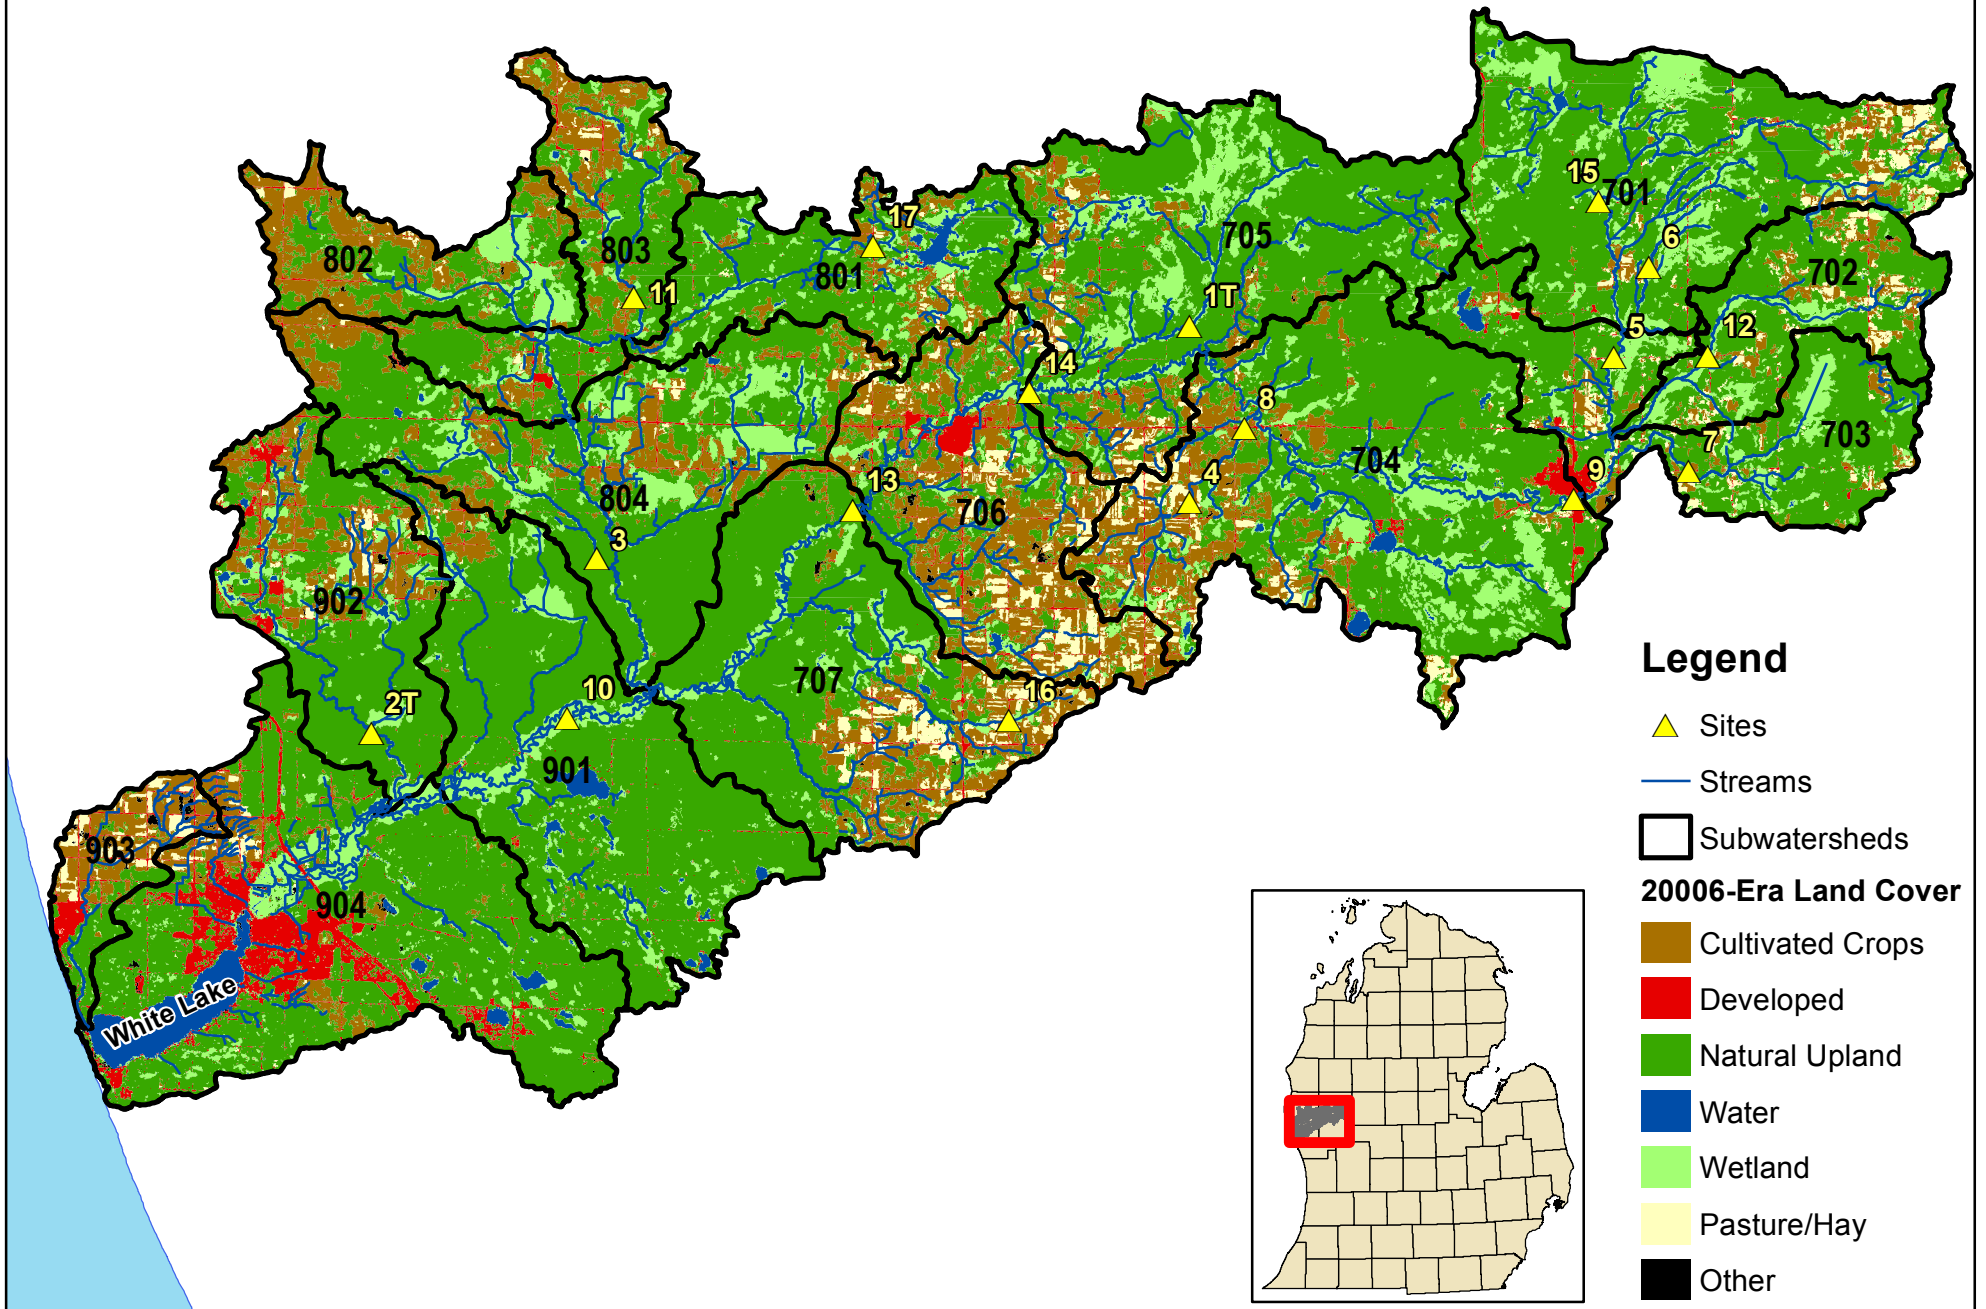 15
701
17
6
705
803
802
801
702
11
1T
5
12
14
8
703
7
704
9
13
4
804
706
3
902
707
16
10
2T
901
903
904
White Lake
Legend
Sites
Streams
Subwatersheds
20006-Era Land Cover
Cultivated Crops
Developed
Natural Upland
Water
Wetland
Pasture/Hay
Other